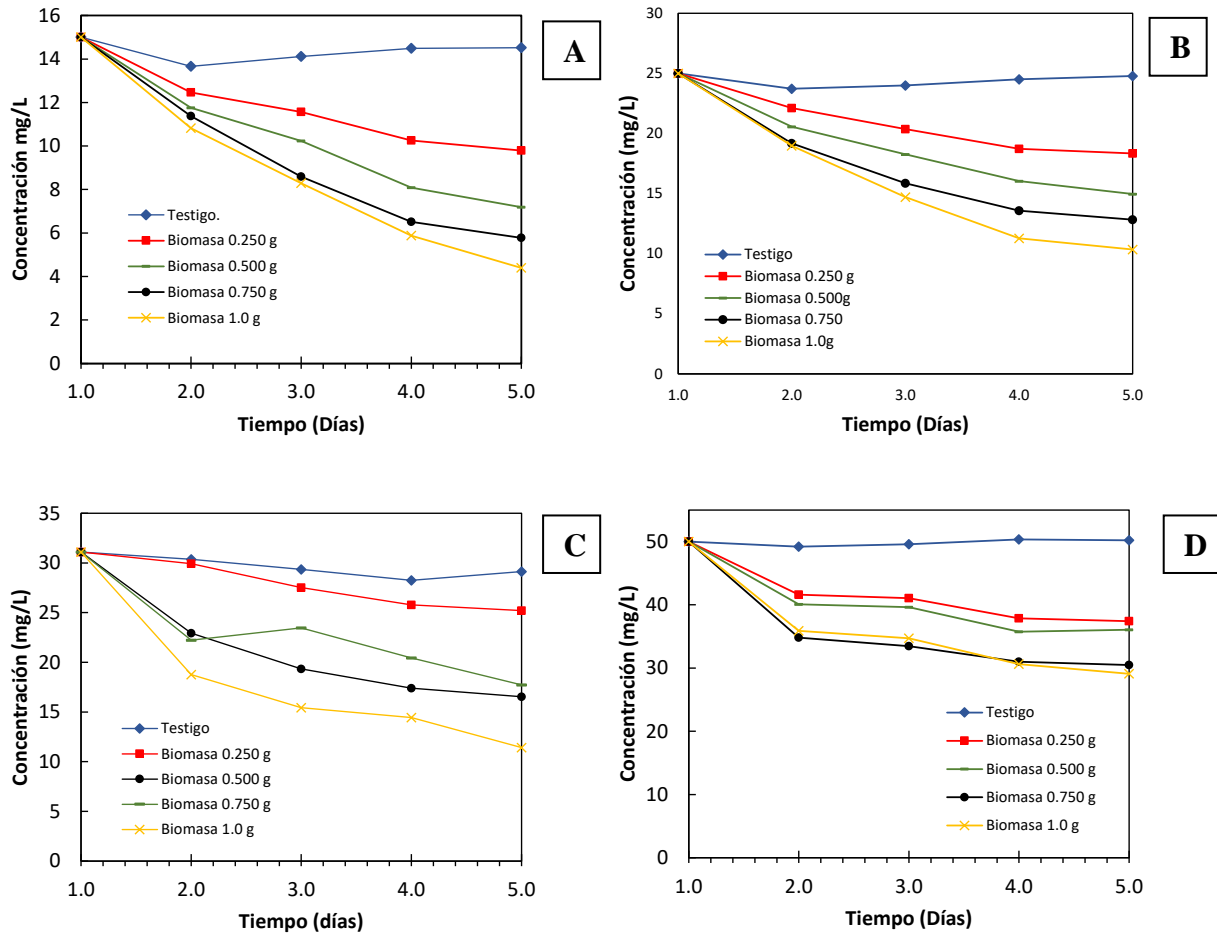 A
Concentración mg/L
16
14
12
10
8
6
4
2
0
Testigo.
Biomasa 0.250 g
Biomasa 0.500 g
Biomasa 0.750 g
Biomasa 1.0 g
1.0 2.0 3.0 4.0 5.0
Tiempo (Días)
B
Concentración (mg/L)
30
25
20
15
10
5
0
Testigo
Biomasa 0.250 g
Biomasa 0.500g
Biomasa 0.750
Biomasa 1.0g
1.0 2.0 3.0 4.0 5.0
Tiempo (Días)
C
Concentración (mg/L)
35
30
25
20
15
10
5
0
Testigo
Biomasa 0.250 g
Biomasa 0.500 g
Biomasa 0.750 g
Biomasa 1.0 g
1.0 2.0 3.0 4.0 5.0
Tiempo (días)
D
Concentración (mg/L)
50
40
30
20
10
0
Testigo
Biomasa 0.250 g
Biomasa 0.500 g
Biomasa 0.750 g
Biomasa 1.0 g
1.0 2.0 3.0 4.0 5.0
Tiempo (Días)